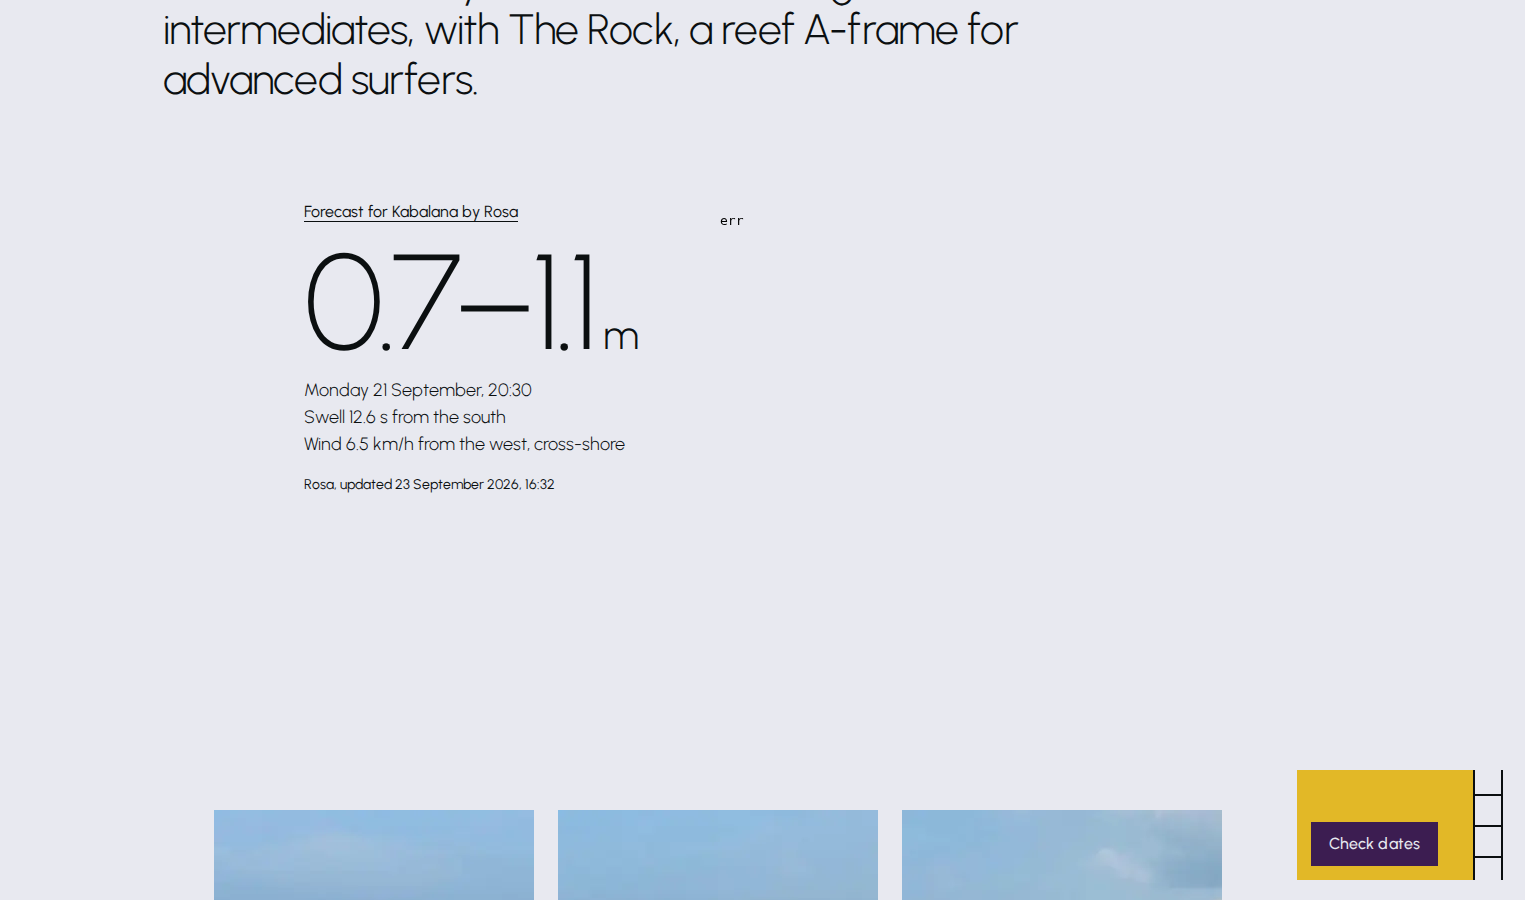 intermediates, with The Rock, a reef A-frame for
advanced surfers.
Forecast for Kabalana by Rosa
err
0.7–1.1 m
Monday 21 September, 20:30
Swell 12.6 s from the south
Wind 6.5 km/h from the west, cross-shore
Rosa, updated 23 September 2026, 16:32
Check dates